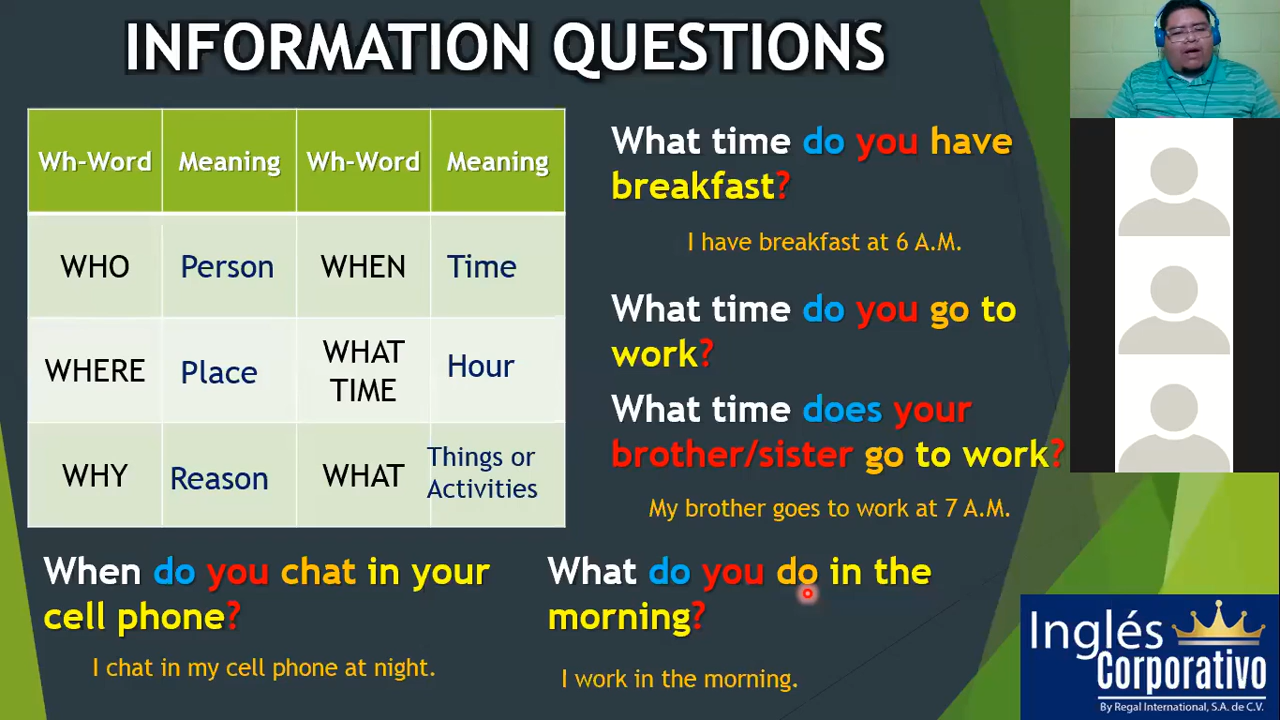 INFORMATION QUESTIONS
Wh-Word Meaning Wh-Word Meaning
WHO Person WHEN Time
WHERE Place WHAT TIME Hour
WHY Reason WHAT Things or Activities
What time do you have
breakfast?
I have breakfast at 6 A.M.
What time do you go to
work?
What time does your
brother/sister go to work?
My brother goes to work at 7 A.M.
When do you chat in your
cell phone?
I chat in my cell phone at night.
What do you do in the
morning?
I work in the morning.
Inglés
Corporativo
By Regal International, S.A. de C.V.